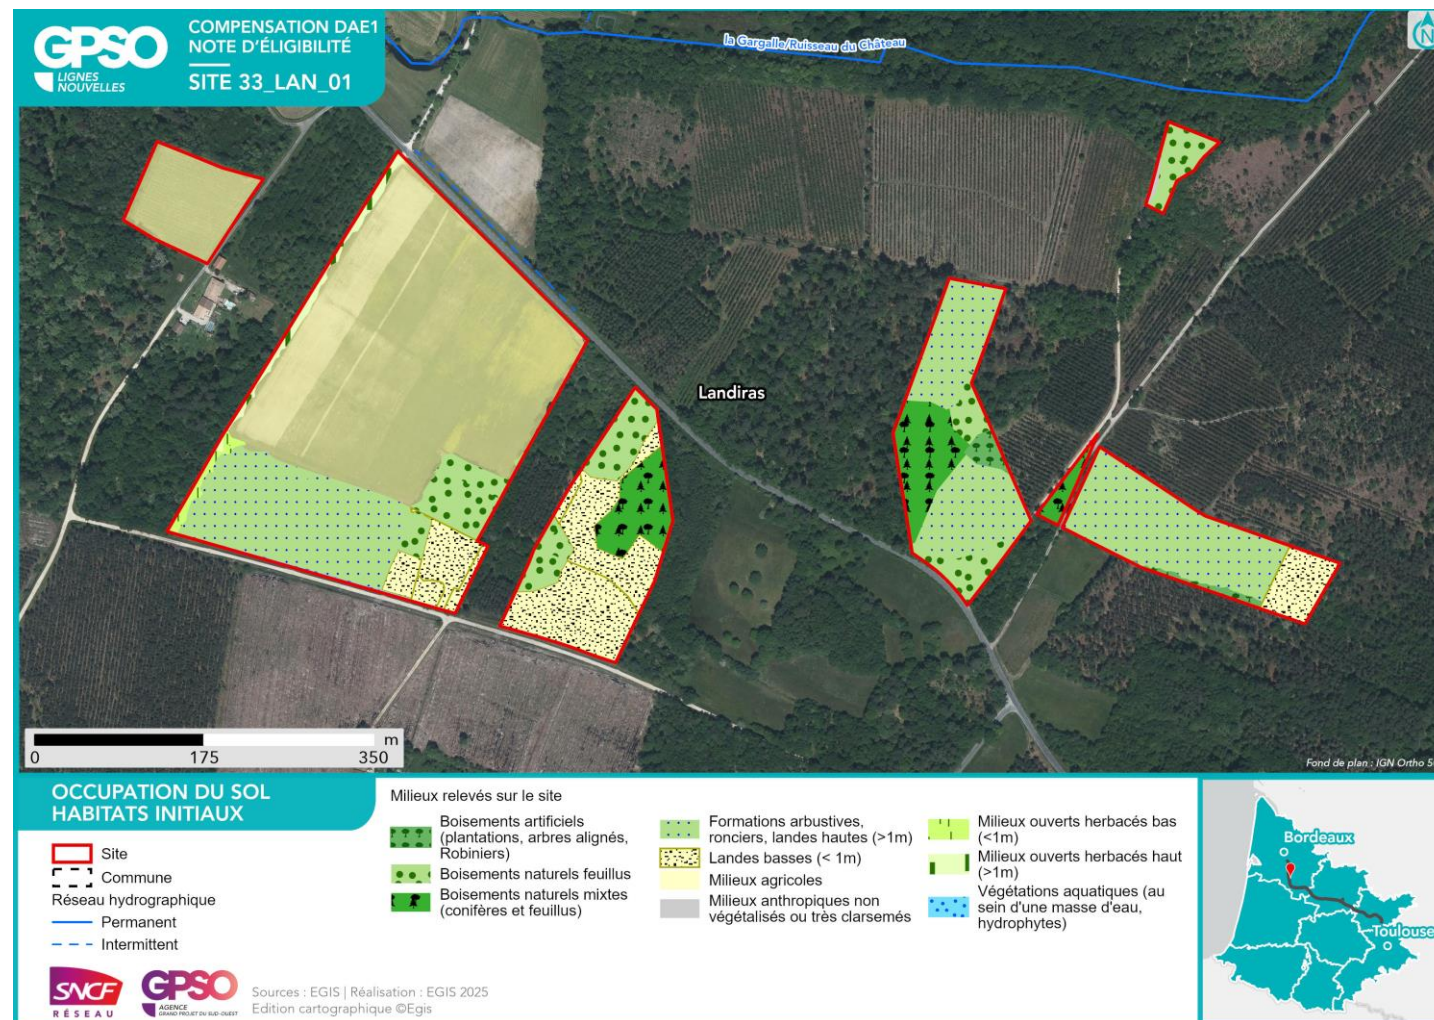 GPSO
LIGNES
NOUVELLES
COMPENSATION DAE1
NOTE D'ÉLIGIBILITÉ
SITE 33_LAN_01
la Gargalle/Ruisseau du Château
N
Landiras
m
0 175 350
Fond de plan : IGN Ortho 5
OCCUPATION DU SOL
HABITATS INITIAUX
Site
Commune
Réseau hydrographique
Permanent
Intermittent
Milieux relevés sur le site
Boisements artificiels
(plantations, arbres alignés,
Robiniers)
Boisements naturels feuillus
Boisements naturels mixtes
(conifères et feuillus)
Formations arbustives,
ronciers, landes hautes (>1m)
Landes basses (< 1m)
Milieux agricoles
Milieux anthropiques non
végétalisés ou très clarsemés
Milieux ouverts herbacés bas
(<1m)
Milieux ouverts herbacés haut
(>1m)
Végétations aquatiques (au
sein d'une masse d'eau,
hydrophytes)
Bordeaux
Toulouse
SNCF
RÉSEAU
GPSO
AGENCE
GRAND PROJET DU SUD-OUEST
Sources : EGIS | Réalisation : EGIS 2025
Edition cartographique ©Egis